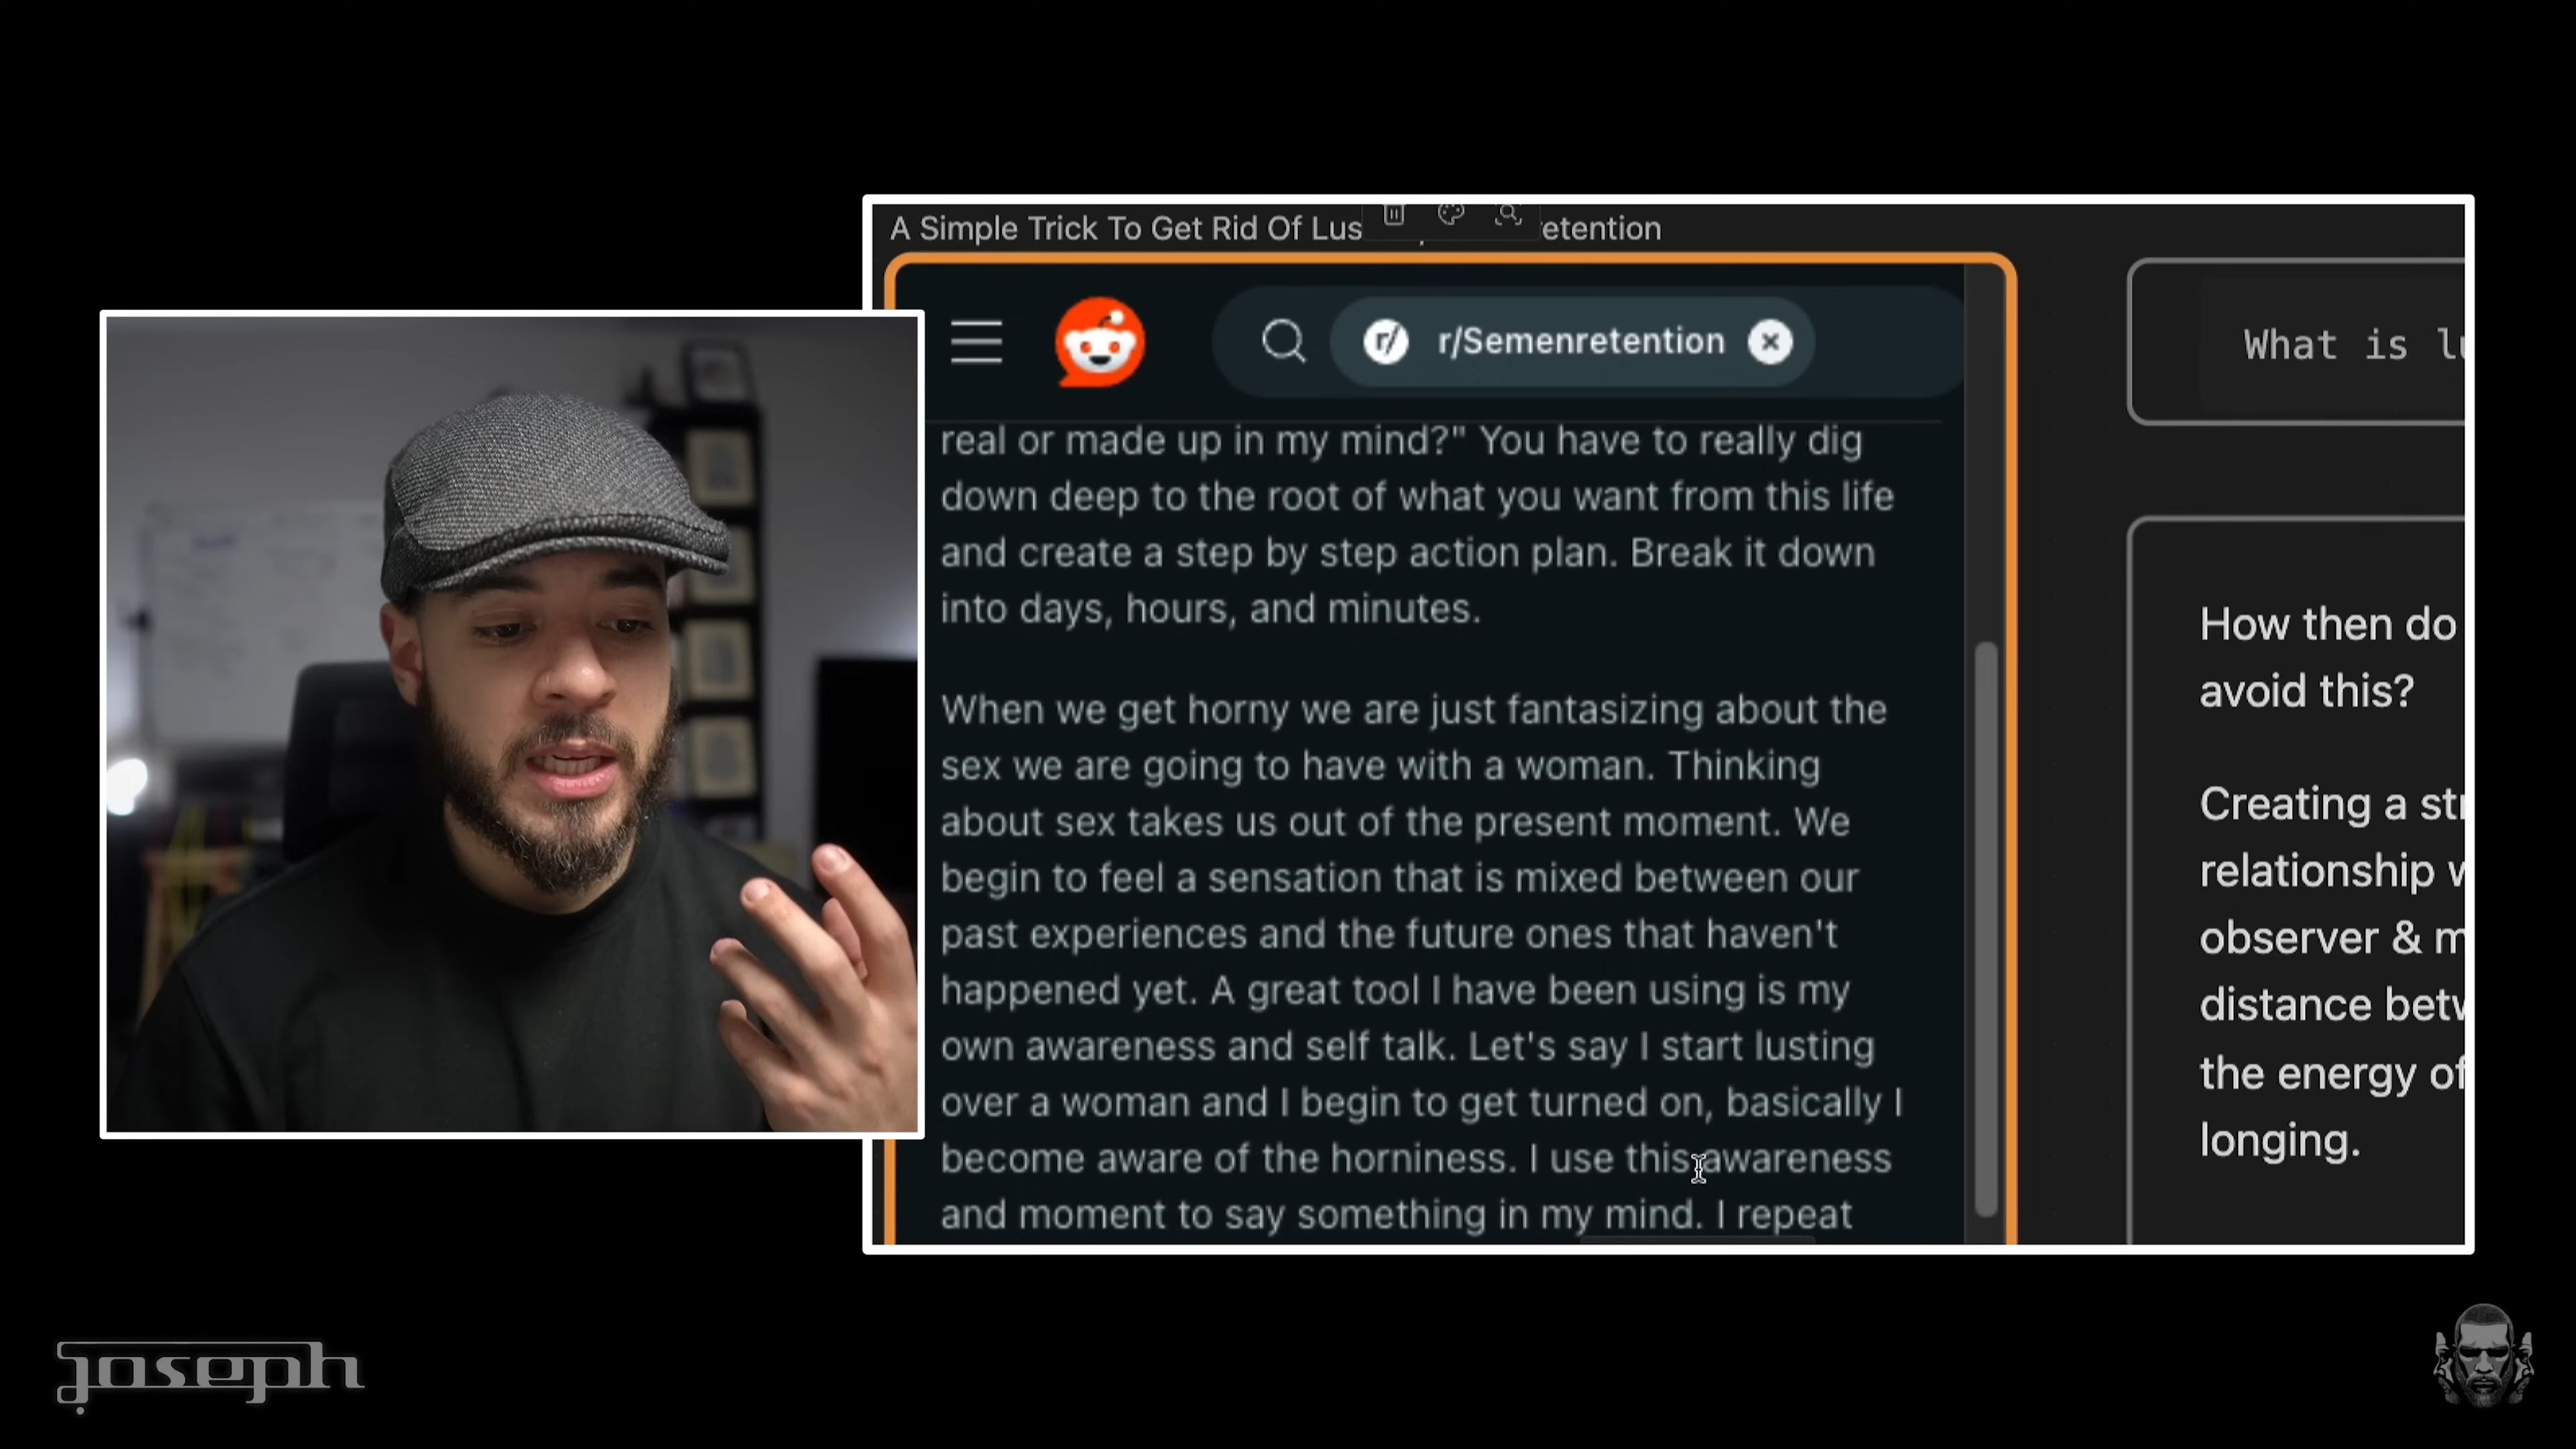 A Simple Trick To Get Rid Of Lus etention
r/ r/Semenretention
real or made up in my mind?" You have to really dig
down deep to the root of what you want from this life
and create a step by step action plan. Break it down
into days, hours, and minutes.
When we get horny we are just fantasizing about the
sex we are going to have with a woman. Thinking
about sex takes us out of the present moment. We
begin to feel a sensation that is mixed between our
past experiences and the future ones that haven't
happened yet. A great tool I have been using is my
own awareness and self talk. Let's say I start lusting
over a woman and I begin to get turned on, basically I
become aware of the horniness. I use this awareness
and moment to say something in my mind. I repeat
What is lu
How then do
avoid this?
Creating a str
relationship w
observer & m
distance betw
the energy of
longing.
joseph